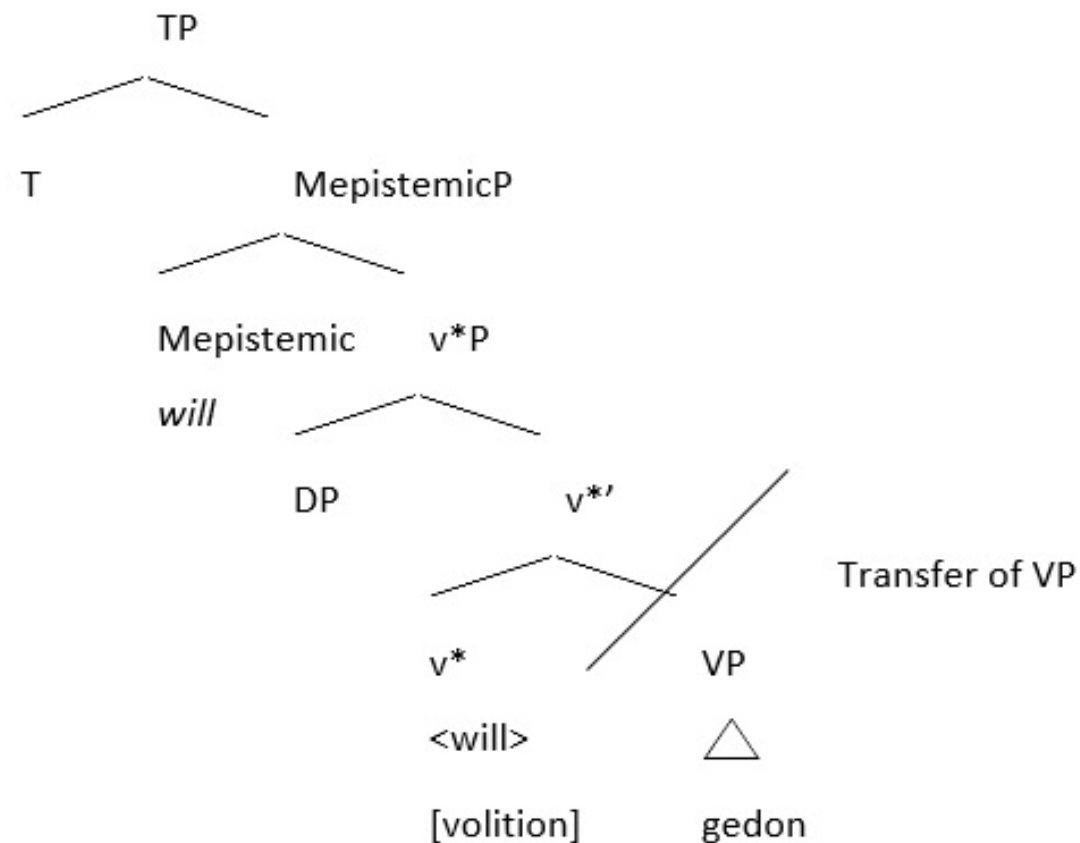 TP
T MepistemicP
Mepistemic v*P
will
DP v*’
Transfer of VP
v* VP
<will>
[volition] gedon